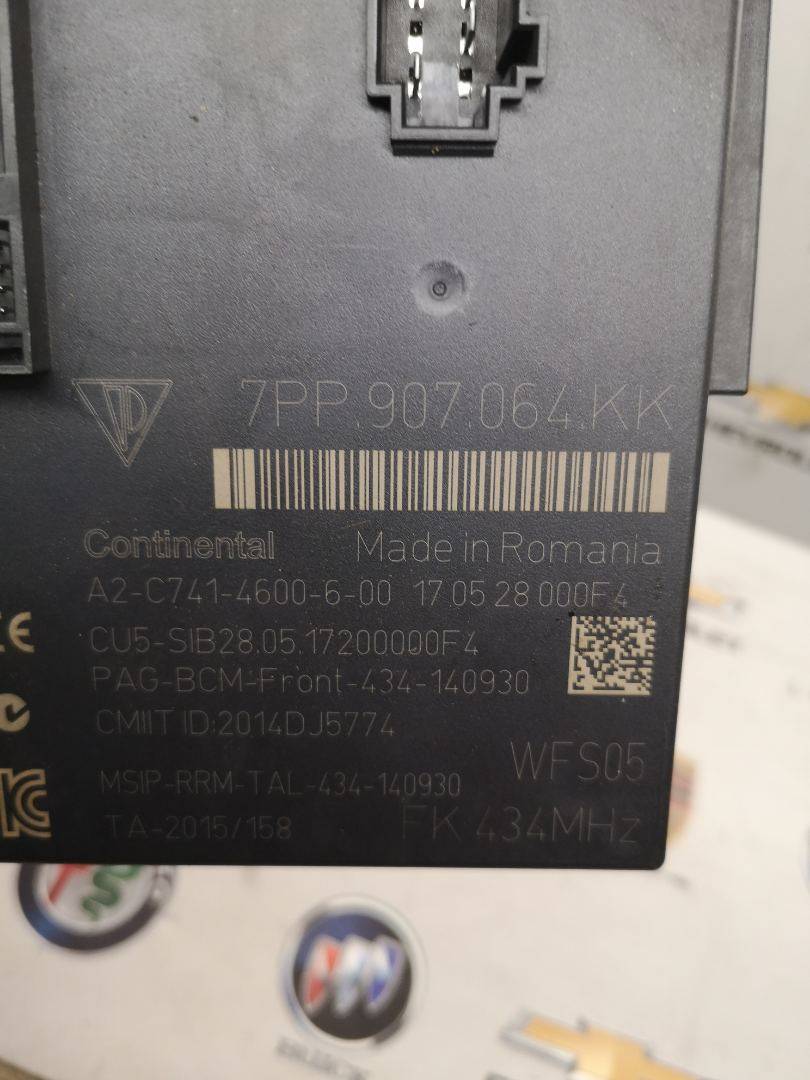 7PP.907.064.KK
Continental Made in Romania
A2-C741-4600-6-00 17 05 28 000F4
CE
CU5-SIB28.05.17200000F4
PAG-BCM-Front-434-140930
CMIIT ID:2014DJ5774
WFS05
MSIP-RRM-TAL-434-140930
TA-2015/158 FK 434MHz
BUICK